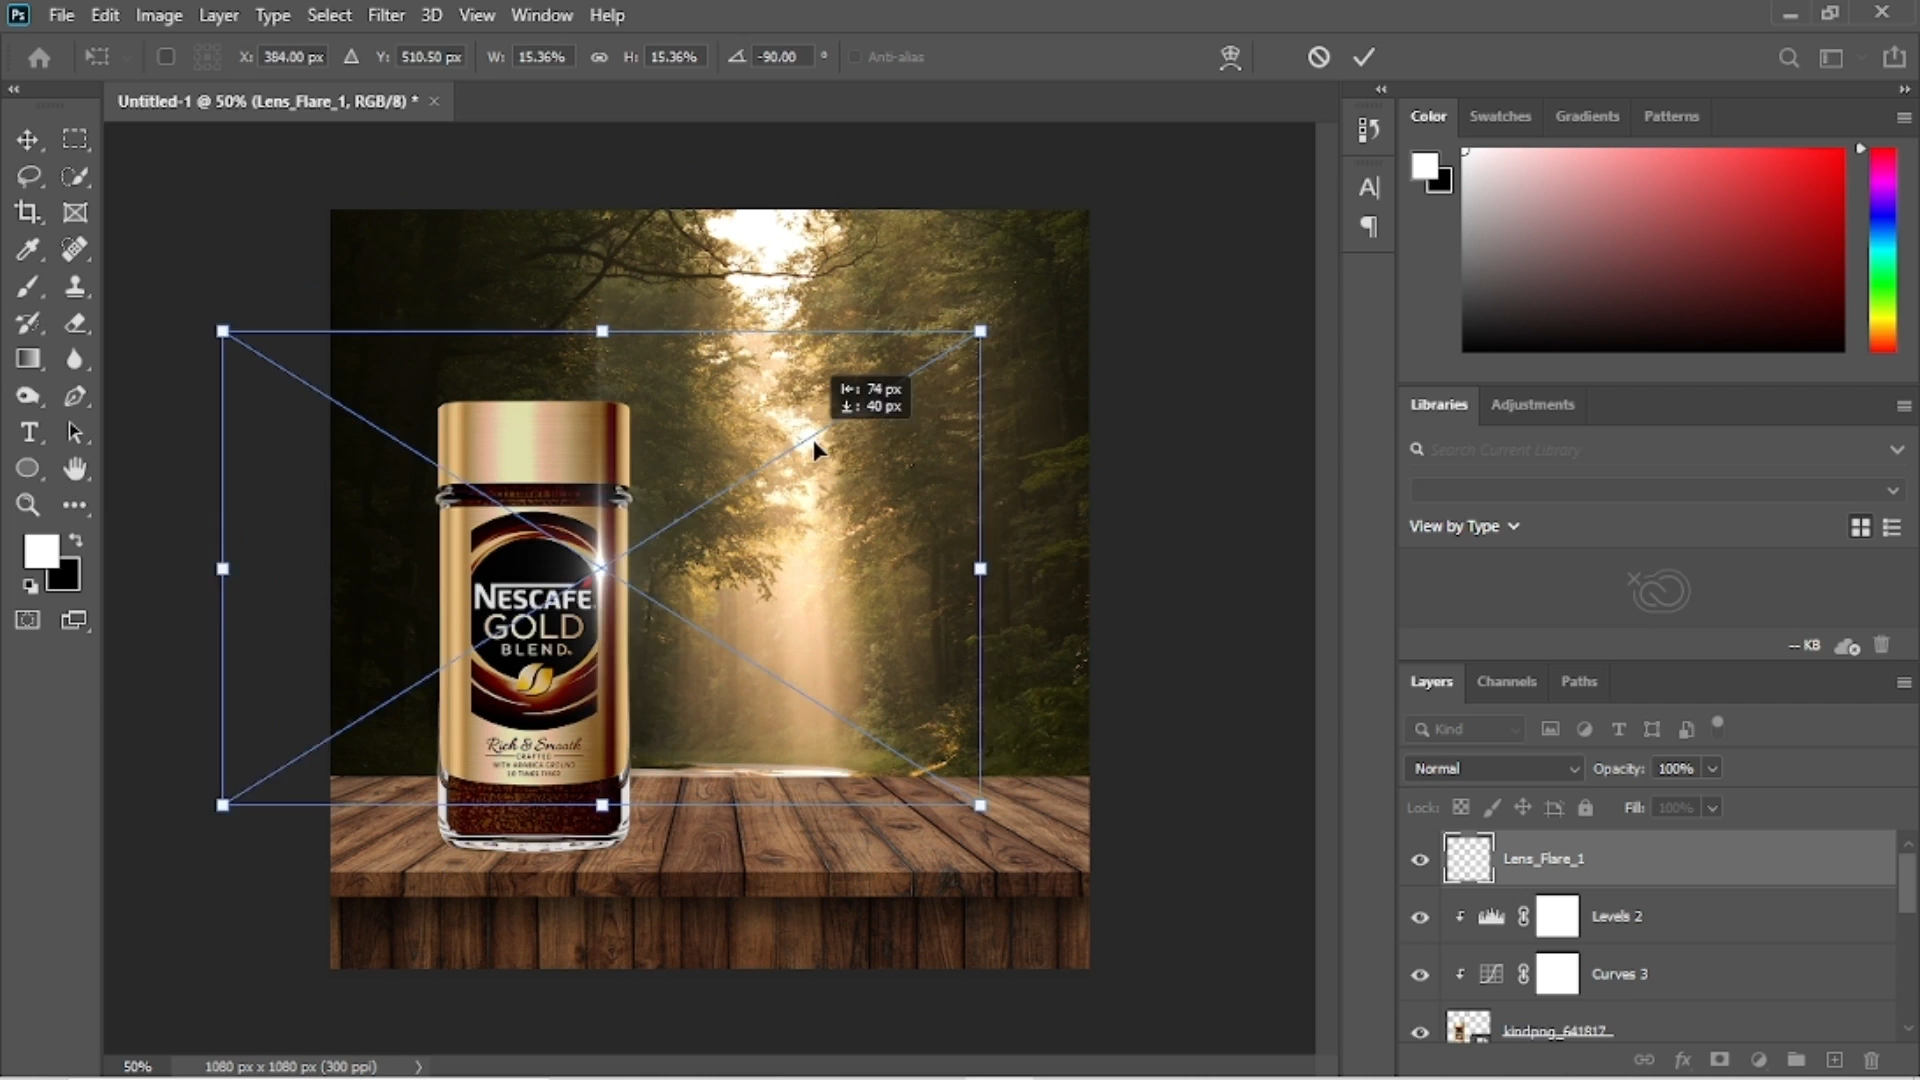 Ps File Edit Image Layer Type Select Filter 3D View Window Help
X: 384.00 px Y: 510.50 px W: 15.36% H: 15.36% -90.00 ° Anti-alias
Untitled-1 @ 50% (Lens_Flare_1, RGB/8) *
Color Swatches Gradients Patterns
74 px
40 px
NESCAFÉ
GOLD
BLEND
Rich & Smooth
CRAFTED
WITH ARABICA GROUND
10 TIMES FINER
Libraries Adjustments
Search Current Library
View by Type
-- KB
Layers Channels Paths
Kind
Normal Opacity: 100%
Lock: Fill: 100%
Lens_Flare_1
Levels 2
Curves 3
kindpng_641817
50% 1080 px x 1080 px (300 ppi)